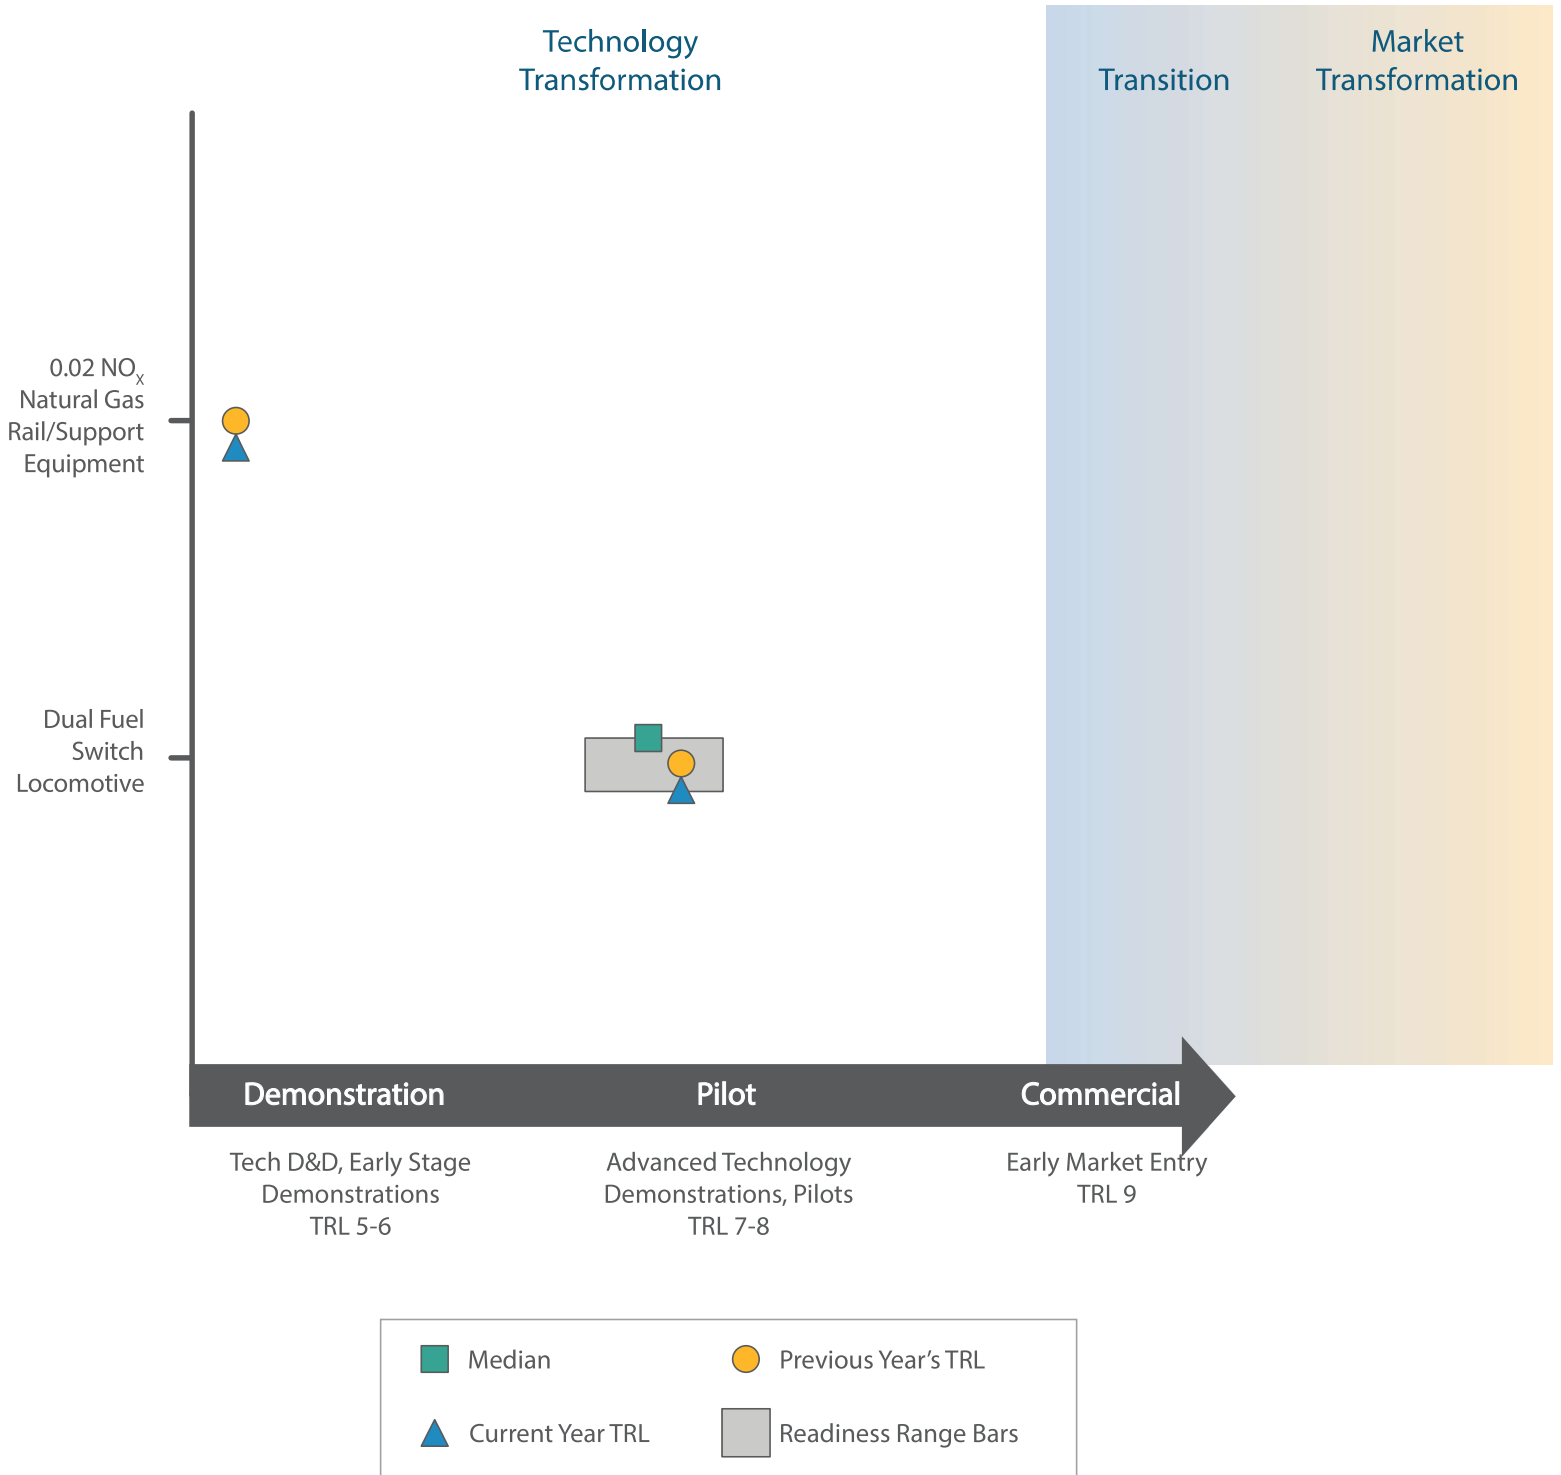 Technology
Transformation
Transition
Market
Transformation
0.02 NOₓ
Natural Gas
Rail/Support
Equipment
Dual Fuel
Switch
Locomotive
Demonstration
Pilot
Commercial
Tech D&D, Early Stage
Demonstrations
TRL 5-6
Advanced Technology
Demonstrations, Pilots
TRL 7-8
Early Market Entry
TRL 9
Median
Previous Year’s TRL
Current Year TRL
Readiness Range Bars